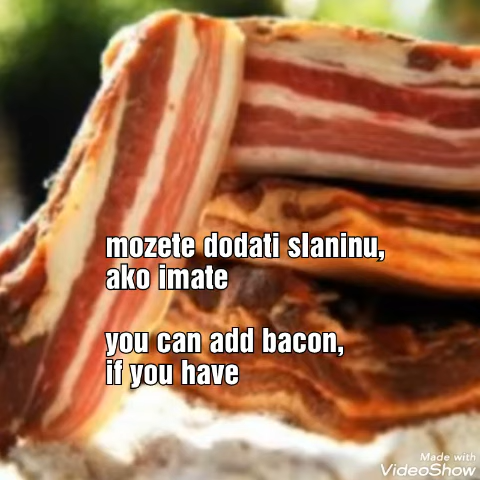 mozete dodati slaninu,
ako imate
you can add bacon,
if you have
Made with
VideoShow